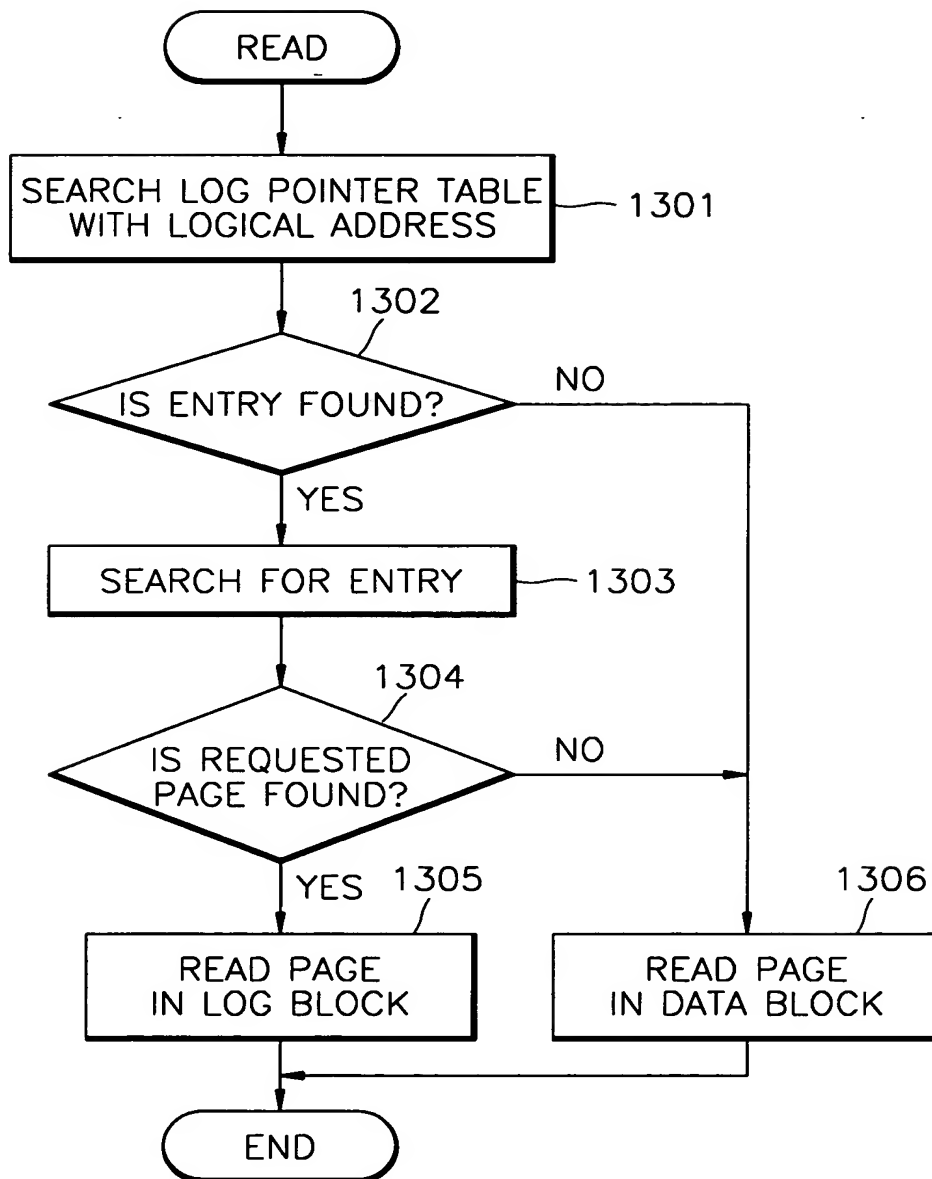 READ
SEARCH LOG POINTER TABLE
WITH LOGICAL ADDRESS
1301
1302
IS ENTRY FOUND?
NO
YES
SEARCH FOR ENTRY
1303
1304
IS REQUESTED
PAGE FOUND?
NO
YES
1305
1306
READ PAGE
IN LOG BLOCK
READ PAGE
IN DATA BLOCK
END